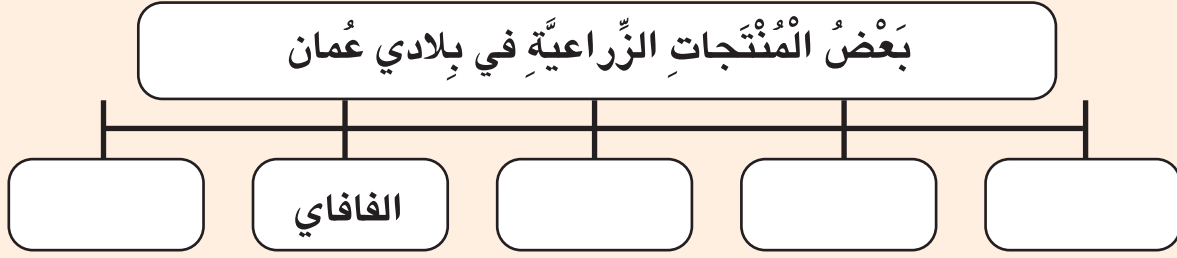 بَعْضُ الْمُنْتَجاتِ الزِّراعيَّةِ في بِلادي عُمان
الفافاي